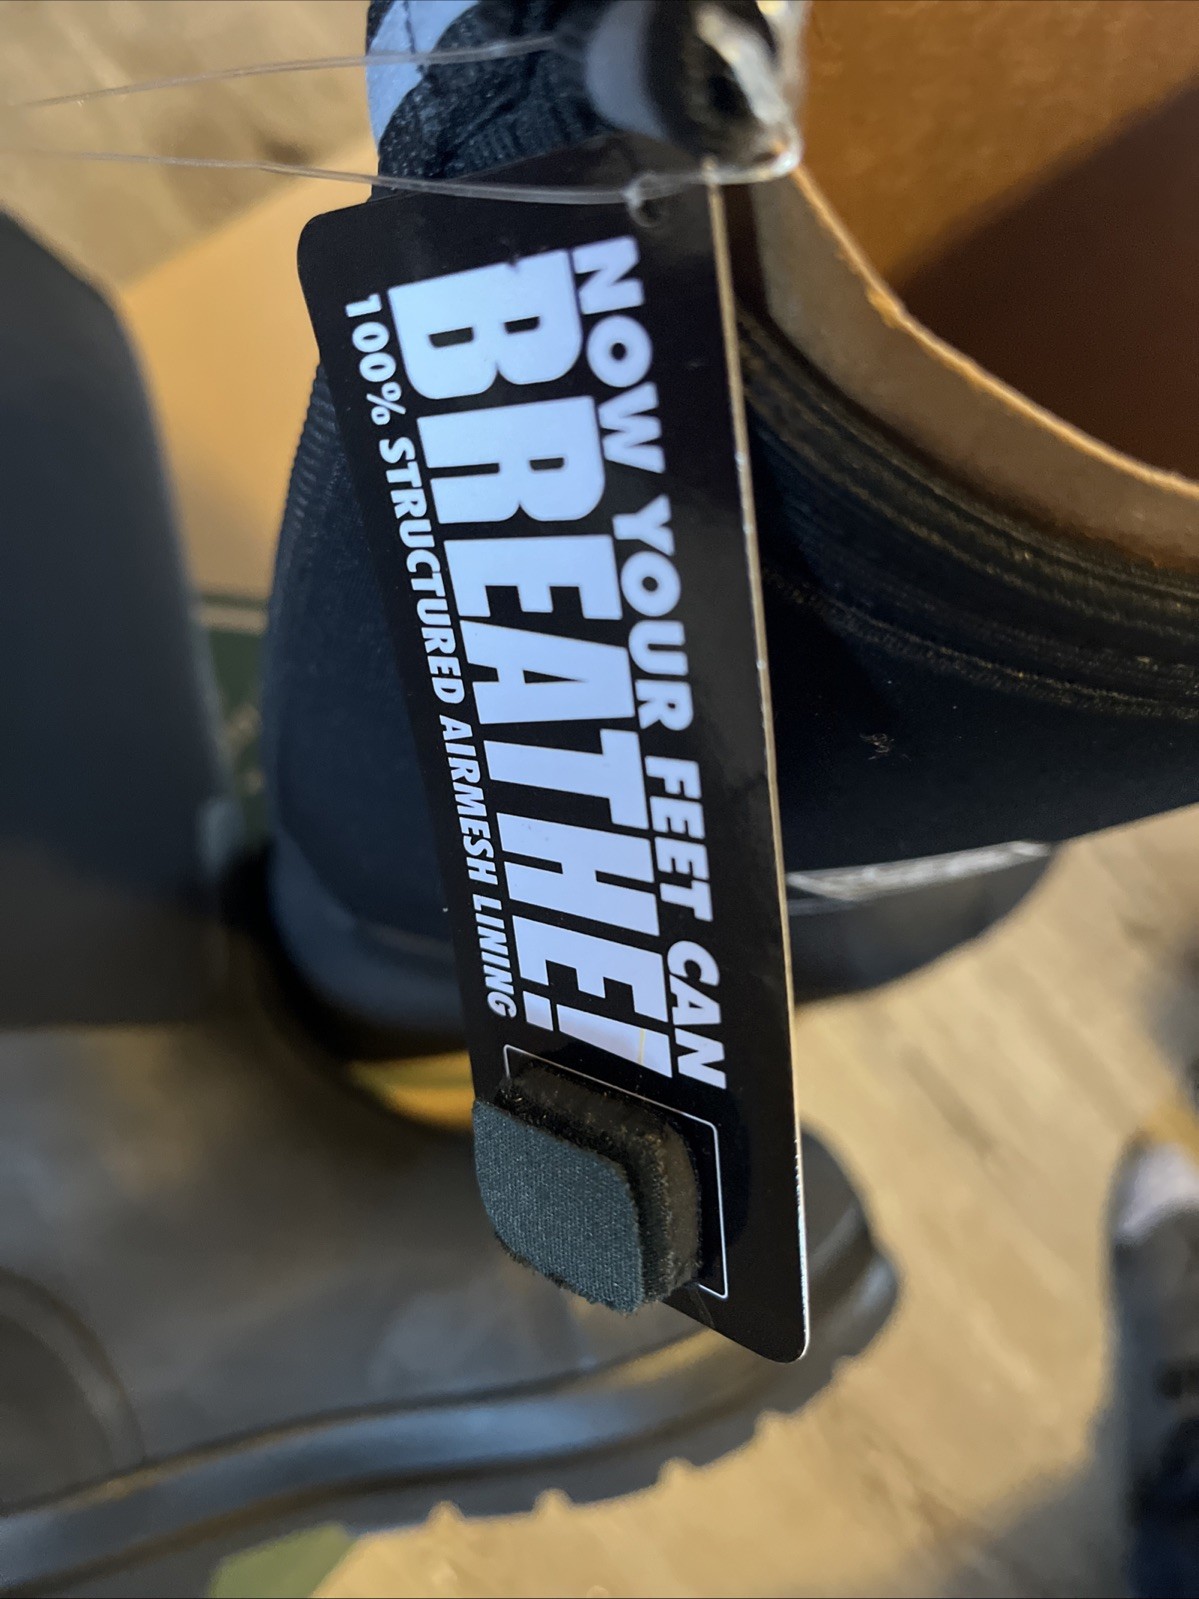 NOW YOUR FEET CAN
BREATHE!
100% STRUCTURED AIRMESH LINING